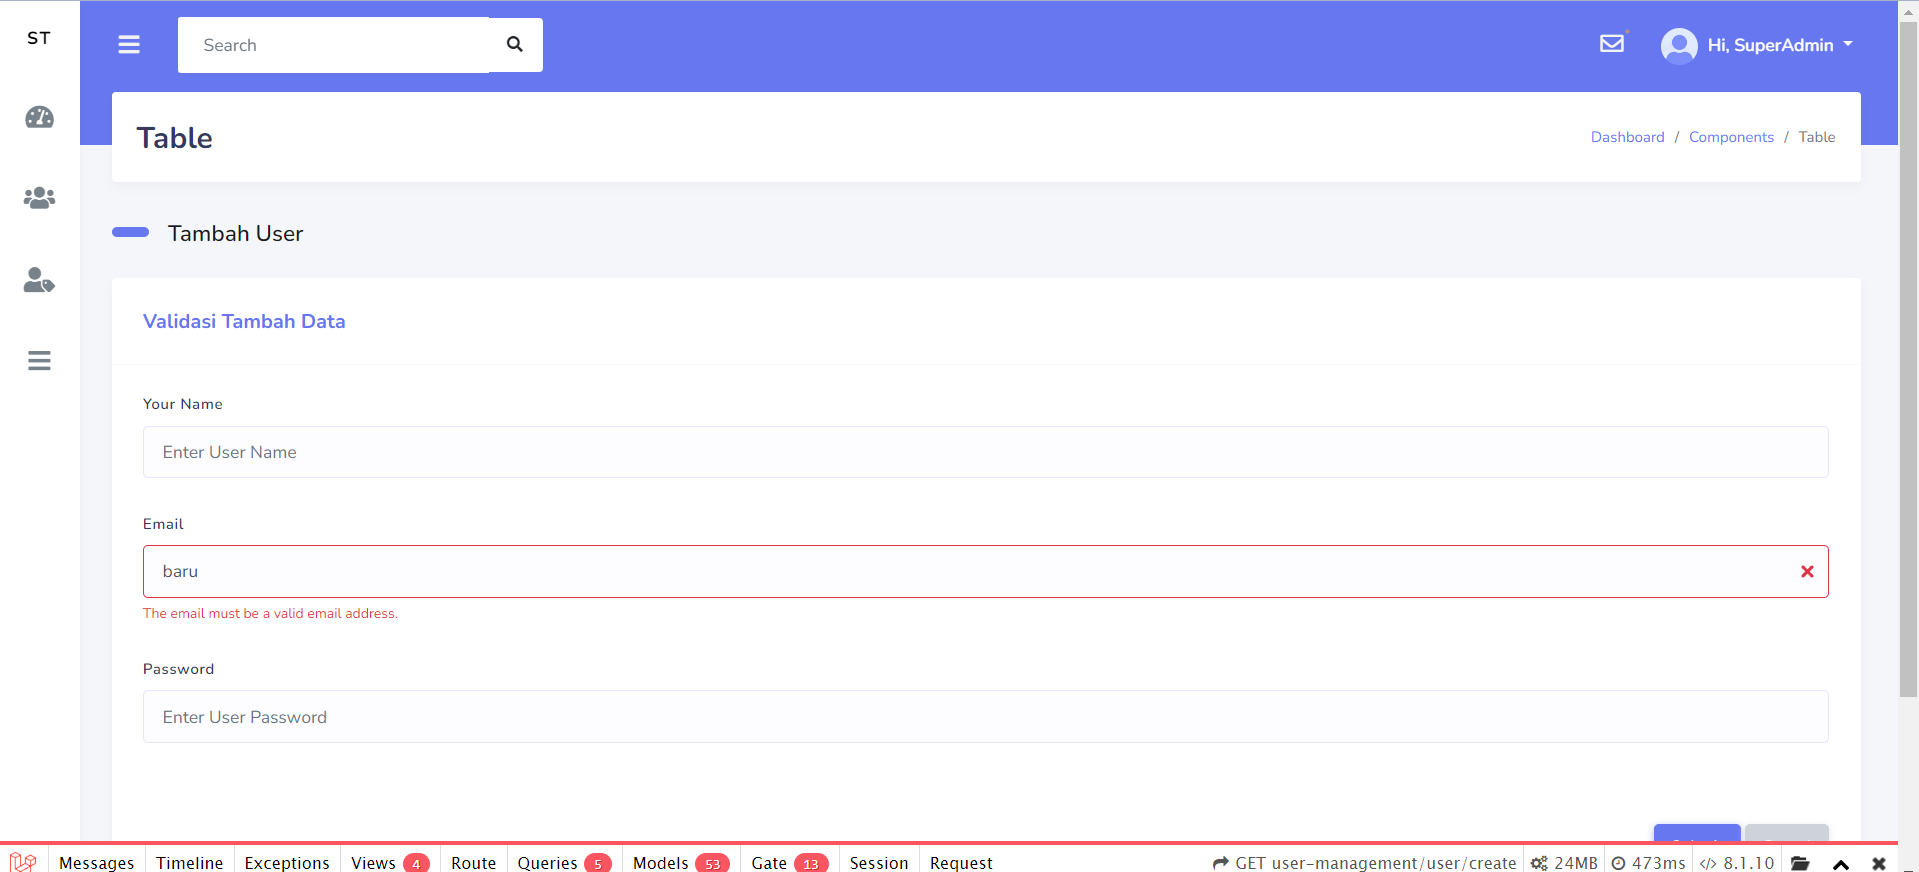 ST
Search
Hi, SuperAdmin
Table
Dashboard / Components / Table
Tambah User
Validasi Tambah Data
Your Name
Enter User Name
Email
baru
The email must be a valid email address.
Password
Enter User Password
Messages Timeline Exceptions Views 4 Route Queries 5 Models 53 Gate 13 Session Request GET user-management/user/create 24MB 473ms </> 8.1.10